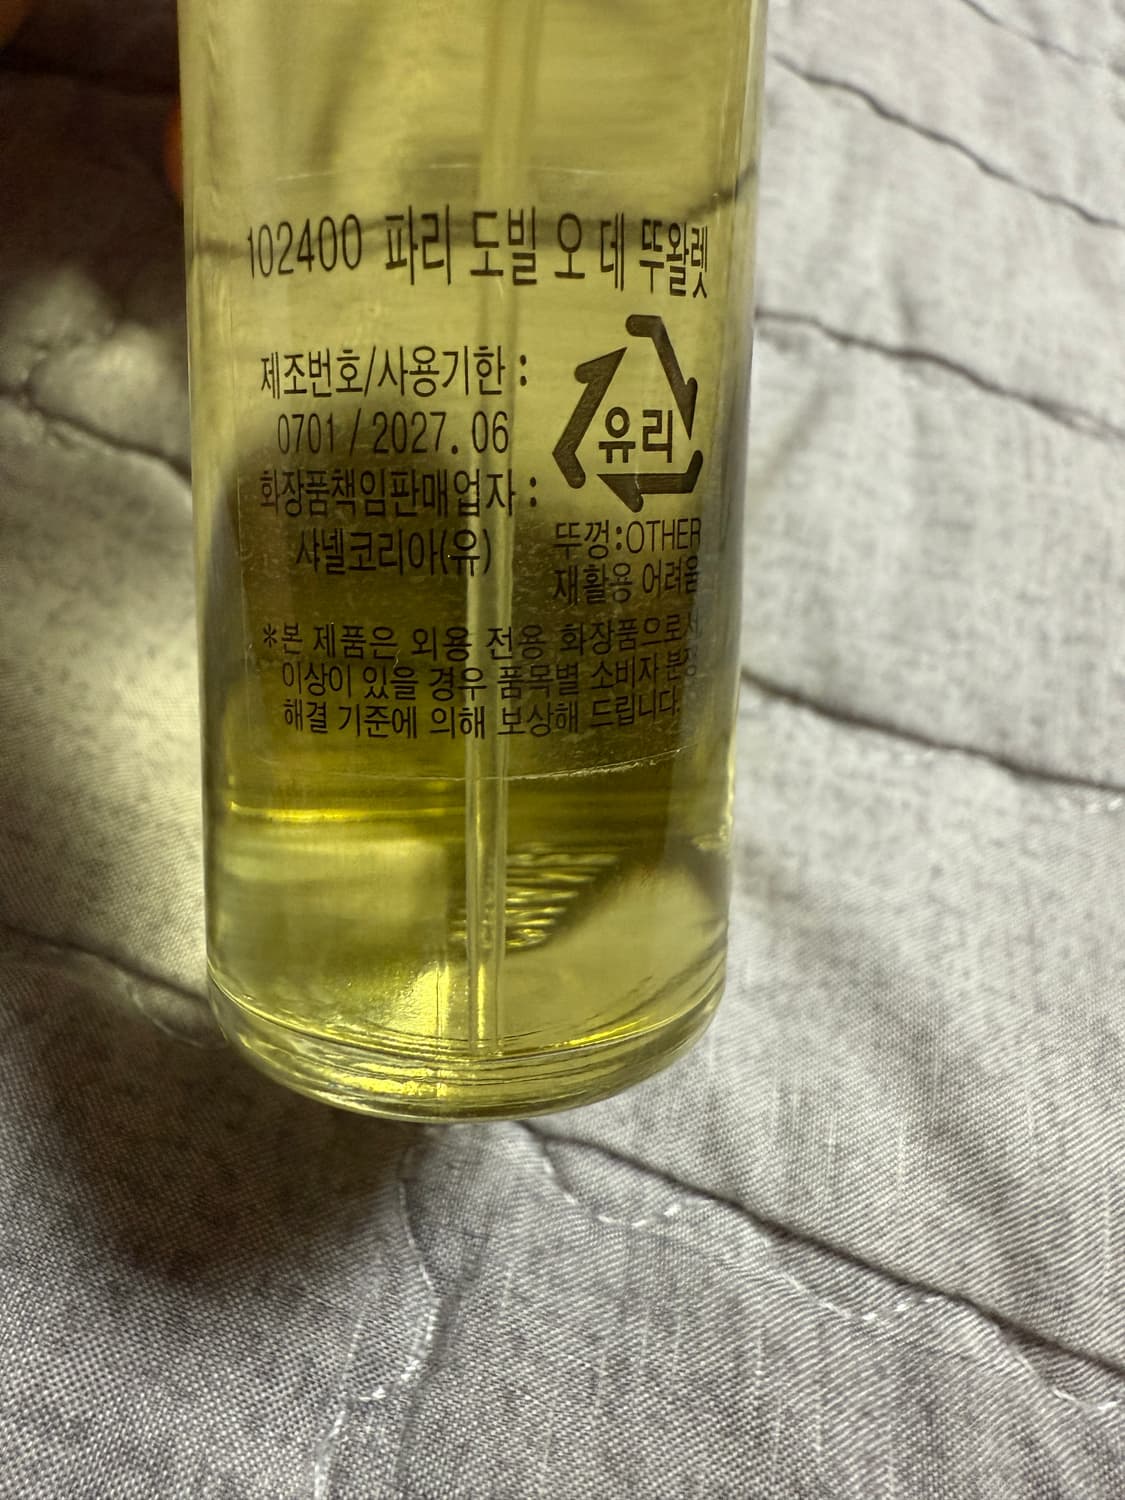 102400 파리 도빌 오 데 뚜왈렛
제조번호/사용기한 :
0701 / 2027. 06
화장품책임판매업자 :
샤넬코리아(유)
유리
뚜껑:OTHER
재활용 어려움
*본 제품은 외용 전용 화장품으로서
이상이 있을 경우 품목별 소비자 분쟁
해결 기준에 의해 보상해 드립니다.